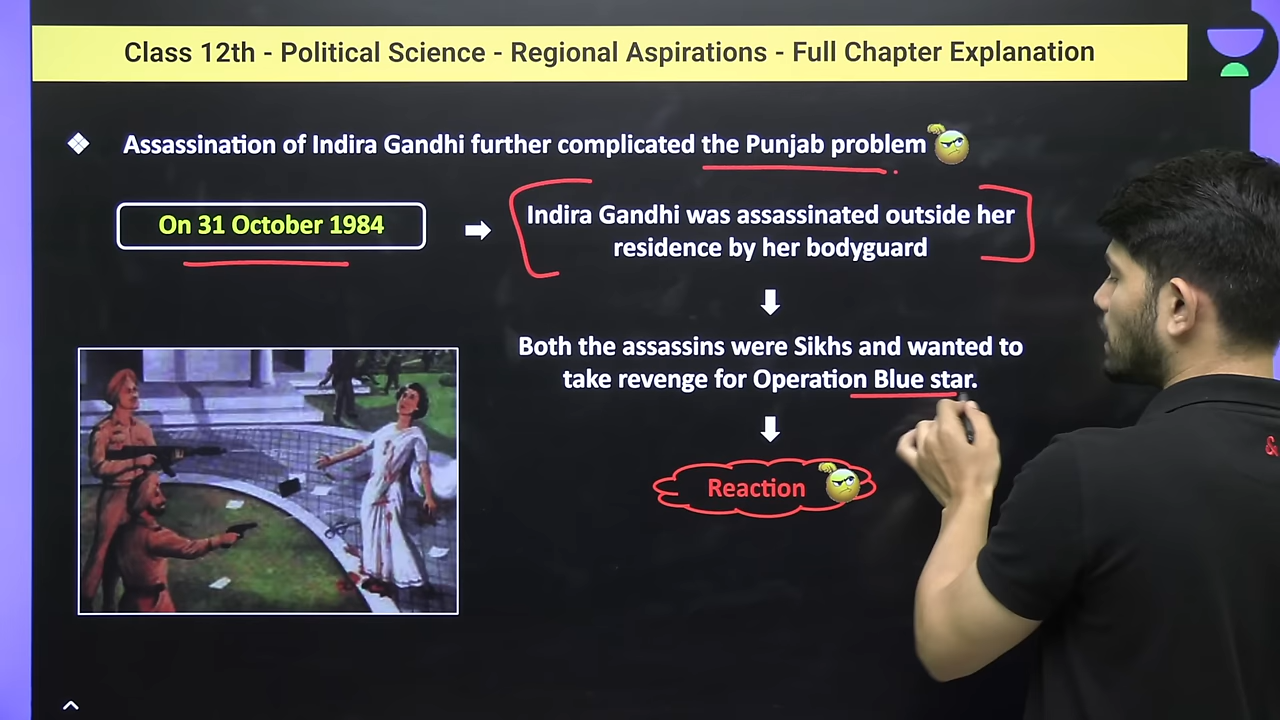 Class 12th - Political Science - Regional Aspirations - Full Chapter Explanation
Assassination of Indira Gandhi further complicated the Punjab problem
On 31 October 1984
Indira Gandhi was assassinated outside her
residence by her bodyguard
Both the assassins were Sikhs and wanted to
take revenge for Operation Blue star.
Reaction
&